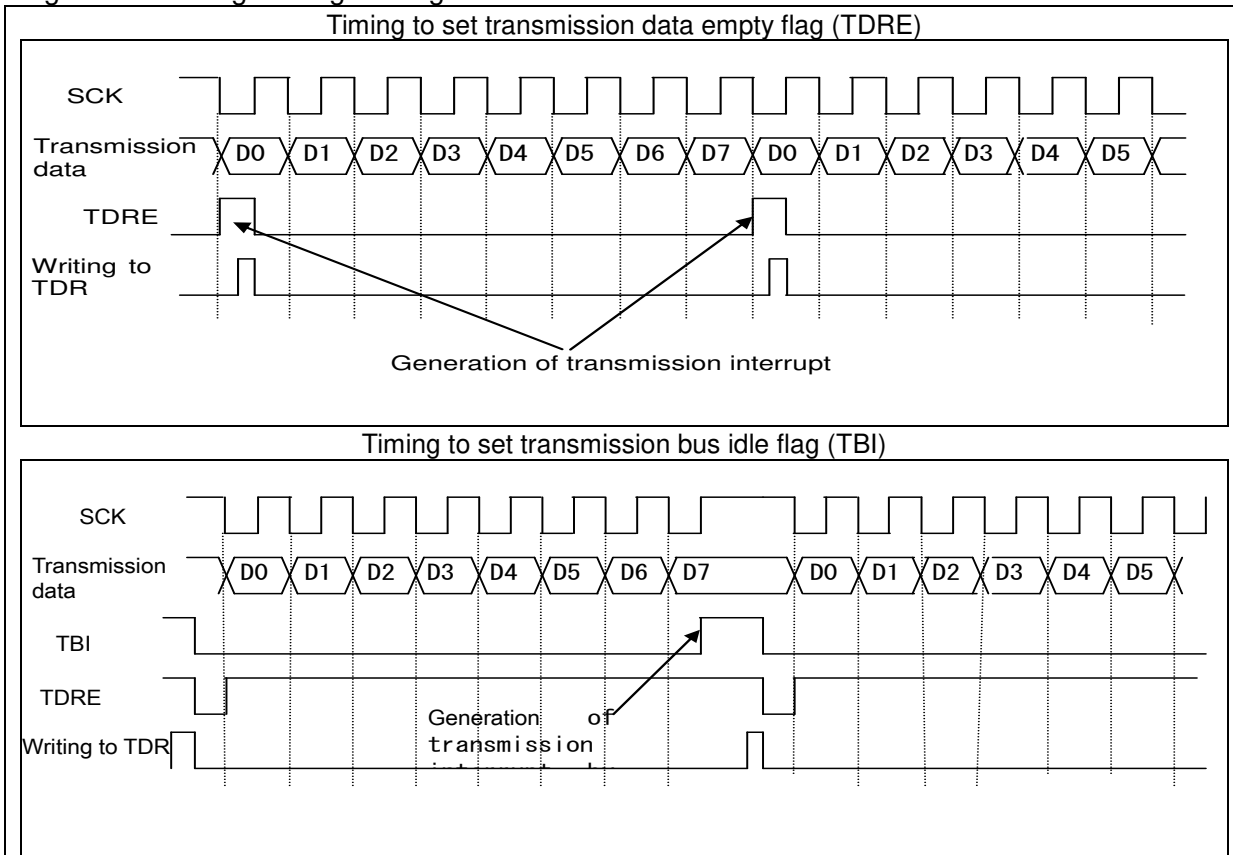 Timing to set transmission data empty flag (TDRE)
SCK
Transmission
data
D0 D1 D2 D3 D4 D5 D6 D7 D0 D1 D2 D3 D4 D5
TDRE
Writing to
TDR
Generation of transmission interrupt
Timing to set transmission bus idle flag (TBI)
SCK
Transmission
data
D0 D1 D2 D3 D4 D5 D6 D7 D0 D1 D2 D3 D4 D5
TBI
TDRE
Generation of
transmission
Writing to TDR